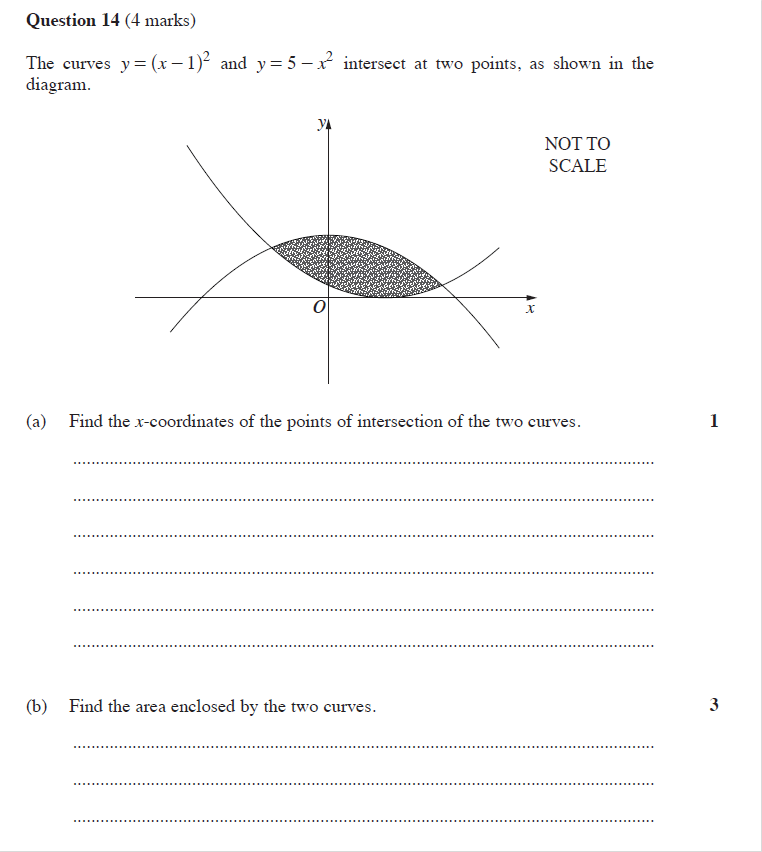 Question 14 (4 marks)
The curves y = (x – 1)² and y = 5 – x² intersect at two points, as shown in the
diagram.
y
NOT TO
SCALE
O
x
(a) Find the x-coordinates of the points of intersection of the two curves. 1
(b) Find the area enclosed by the two curves. 3